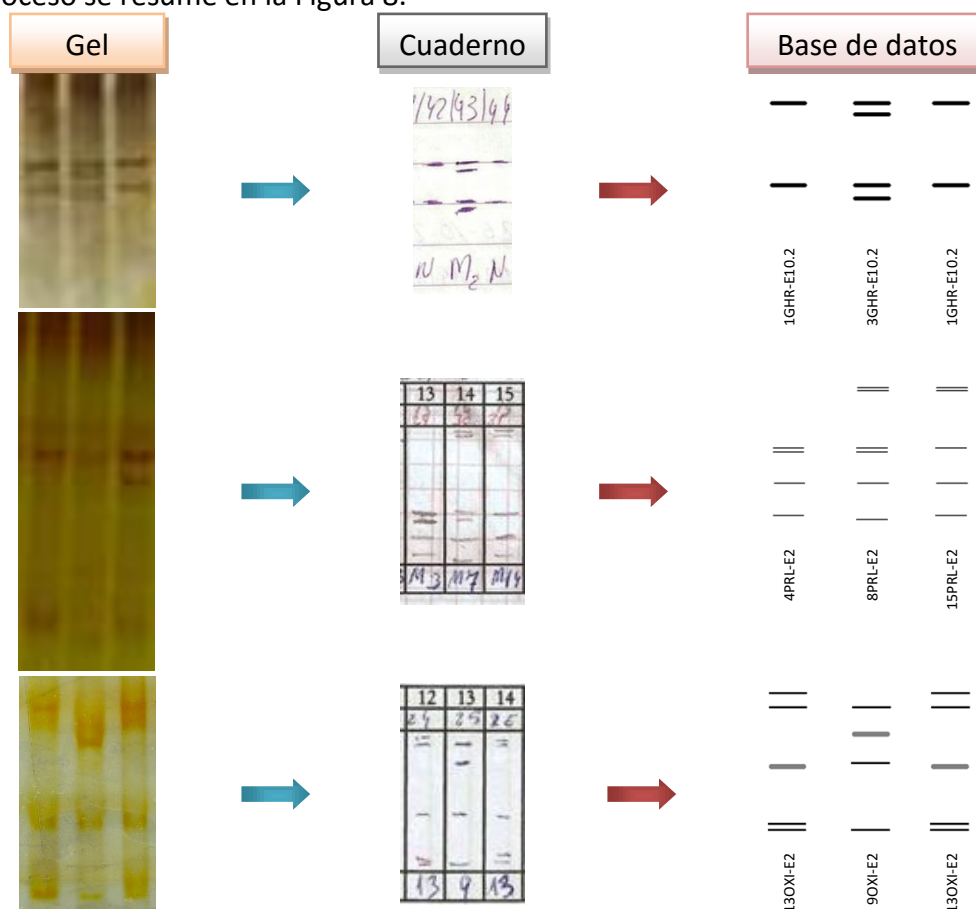 oceso se resume en la Figura 8.
Gel
Cuaderno
Base de datos
42 43 44
N M2 N
1GHR-E10.2
3GHR-E10.2
1GHR-E10.2
13 14 15
M3 M7 M14
4PRL-E2
8PRL-E2
15PRL-E2
12 13 14
24 25 26
13 9 13
13OXI-E2
9OXI-E2
13OXI-E2